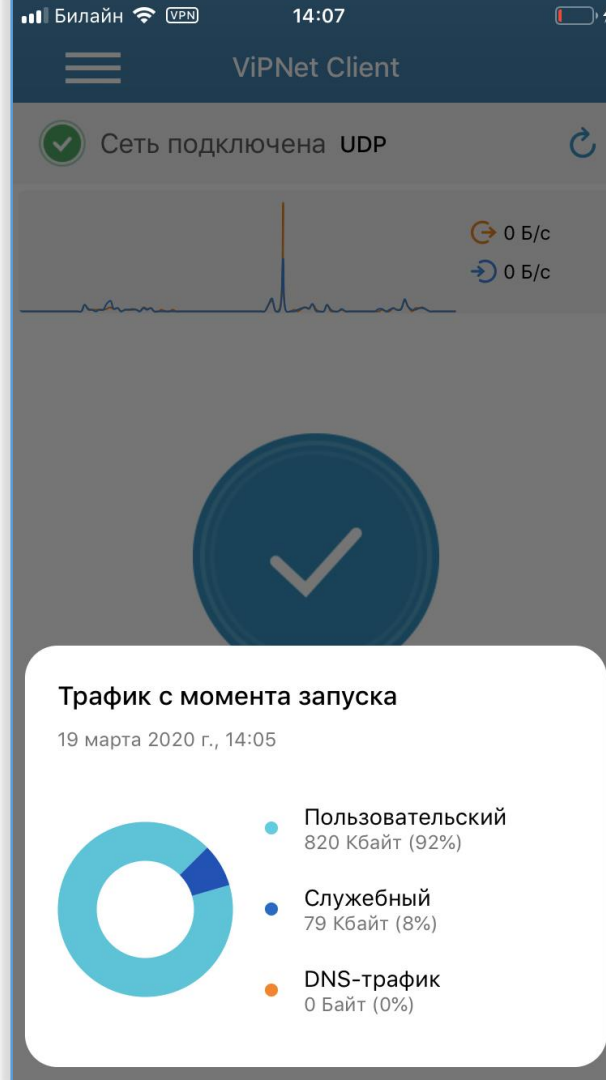 Билайн VPN 14:07
ViPNet Client
Сеть подключена UDP
0 Б/с
0 Б/с
Трафик с момента запуска
19 марта 2020 г., 14:05
Пользовательский
820 Кбайт (92%)
Служебный
79 Кбайт (8%)
DNS-трафик
0 Байт (0%)